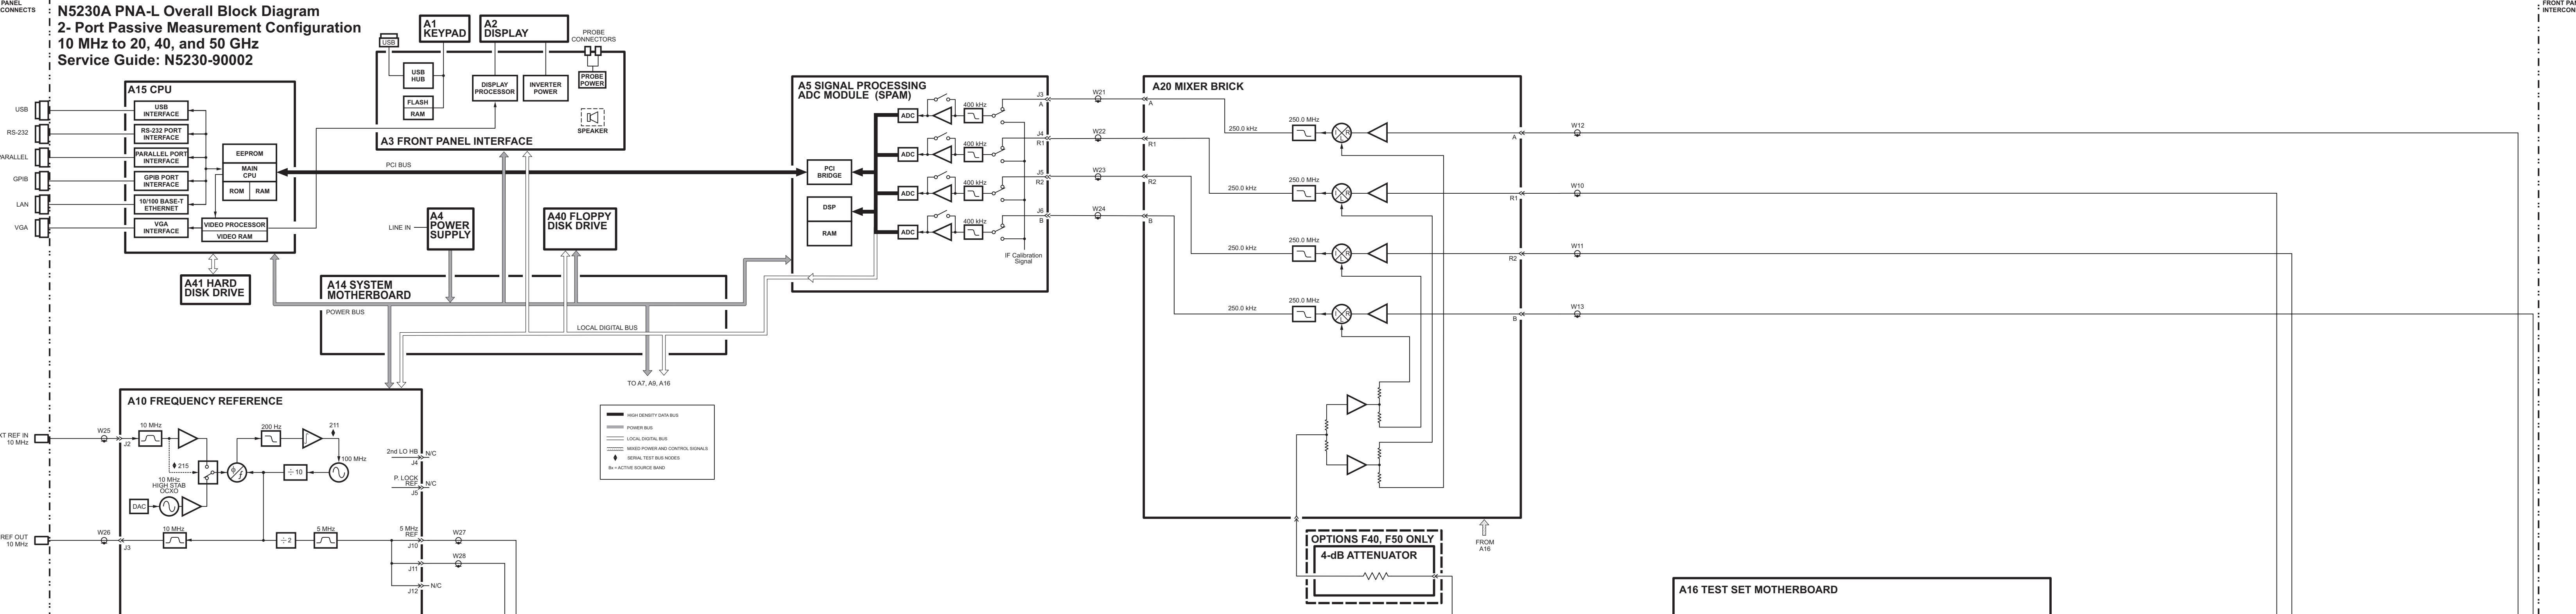 PANEL
CONNECTS
N5230A PNA-L Overall Block Diagram
2- Port Passive Measurement Configuration
10 MHz to 20, 40, and 50 GHz
Service Guide: N5230-90002
FRONT PA
INTERCON
A15 CPU
USB
RS-232
PARALLEL
GPIB
LAN
VGA
USB
INTERFACE
RS-232 PORT
INTERFACE
PARALLEL PORT
INTERFACE
GPIB PORT
INTERFACE
10/100 BASE-T
ETHERNET
VGA
INTERFACE
EEPROM
MAIN
CPU
ROM
RAM
VIDEO PROCESSOR
VIDEO RAM
A41 HARD
DISK DRIVE
USB
A1
KEYPAD
A2
DISPLAY
PROBE
CONNECTORS
USB
HUB
FLASH
RAM
DISPLAY
PROCESSOR
INVERTER
POWER
PROBE
POWER
SPEAKER
A3 FRONT PANEL INTERFACE
PCI BUS
LINE IN
A4
POWER
SUPPLY
A40 FLOPPY
DISK DRIVE
A14 SYSTEM
MOTHERBOARD
POWER BUS
LOCAL DIGITAL BUS
TO A7, A9, A16
A5 SIGNAL PROCESSING
ADC MODULE (SPAM)
PCI
BRIDGE
DSP
RAM
ADC
400 kHz
J3
A
ADC
400 kHz
J4
R1
ADC
400 kHz
J5
R2
ADC
400 kHz
J6
B
IF Calibration
Signal
W21
W22
W23
W24
A20 MIXER BRICK
A
R1
R2
B
250.0 kHz
250.0 MHz
I
R
L
A
W12
250.0 kHz
250.0 MHz
I
R
L
R1
W10
250.0 kHz
250.0 MHz
I
R
L
R2
W11
250.0 kHz
250.0 MHz
I
R
L
B
W13
FROM
A16
OPTIONS F40, F50 ONLY
4-dB ATTENUATOR
A16 TEST SET MOTHERBOARD
HIGH DENSITY DATA BUS
POWER BUS
LOCAL DIGITAL BUS
MIXED POWER AND CONTROL SIGNALS
SERIAL TEST BUS NODES
Bx = ACTIVE SOURCE BAND
A10 FREQUENCY REFERENCE
XT REF IN
10 MHz
W25
J2
10 MHz
215
10 MHz
HIGH STAB
OCXO
DAC
200 Hz
211
100 MHz
÷ 10
2nd LO HB
J4
N/C
P. LOCK
REF
J5
N/C
REF OUT
10 MHz
W26
J3
10 MHz
÷ 2
5 MHz
5 MHz
REF
J10
W27
J11
W28
J12
N/C